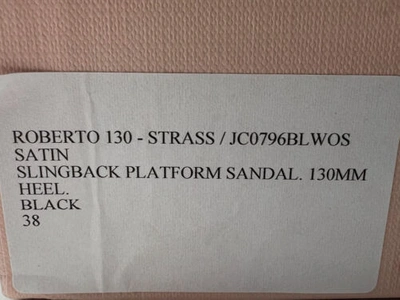 ROBERTO 130 - STRASS / JC0796BLWOS
SATIN
SLINGBACK PLATFORM SANDAL. 130MM
HEEL.
BLACK
38